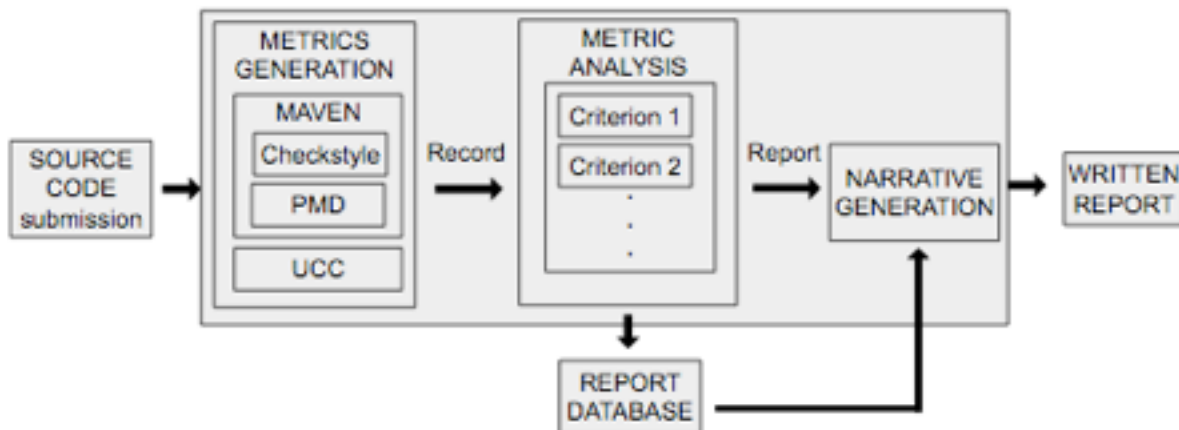 SOURCE
CODE
submission
METRICS
GENERATION
MAVEN
Checkstyle
PMD
UCC
Record
METRIC
ANALYSIS
Criterion 1
Criterion 2
.
.
.
Report
NARRATIVE
GENERATION
WRITTEN
REPORT
REPORT
DATABASE